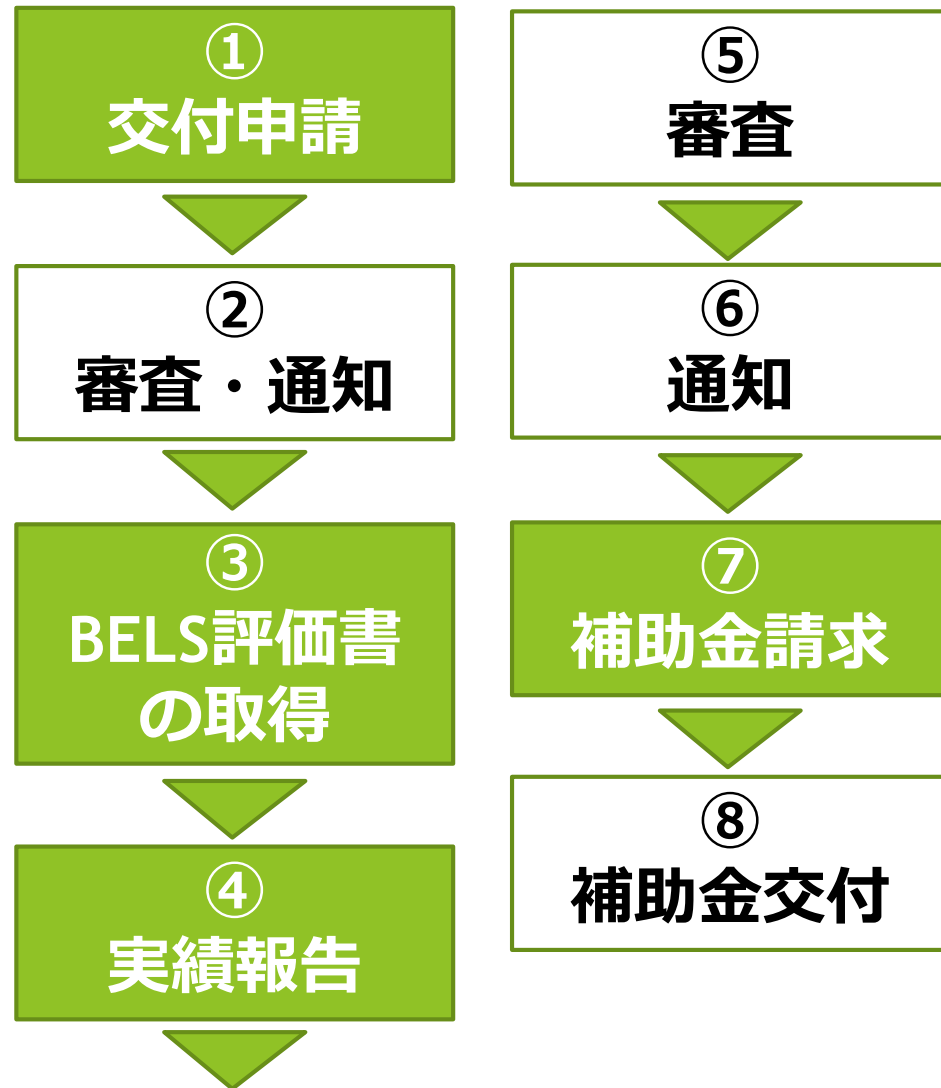 ①
交付申請
②
審査・通知
③
BELS評価書
の取得
④
実績報告
⑤
審査
⑥
通知
⑦
補助金請求
⑧
補助金交付